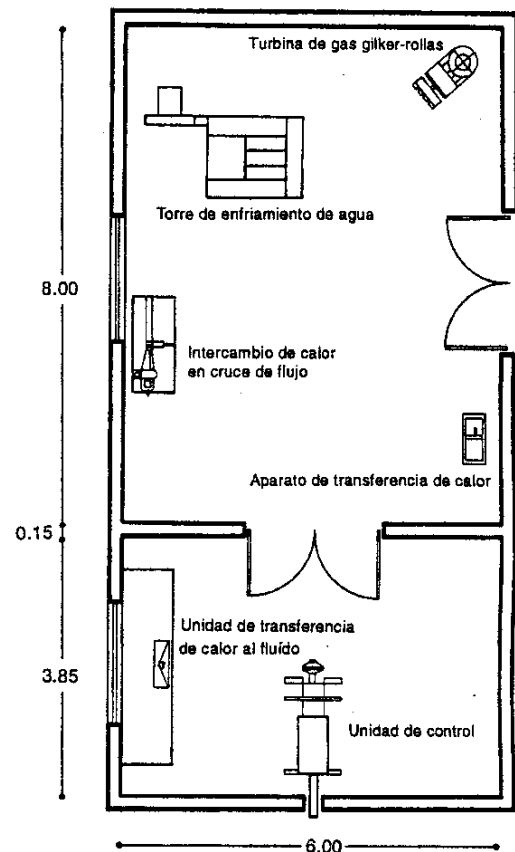 Turbina de gas gilker-rollas
Torre de enfriamiento de agua
8.00
Intercambio de calor
en cruce de flujo
Aparato de transferencia de calor
0.15
Unidad de transferencia
de calor al fluído
3.85
Unidad de control
6.00